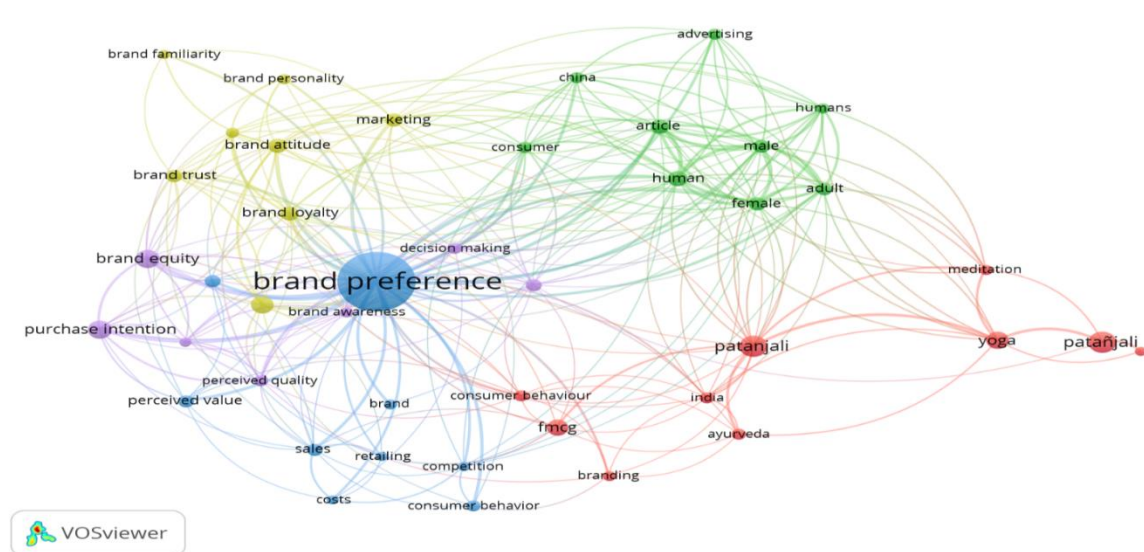 advertising
brand familiarity
brand personality
china
humans
marketing
article
brand attitude
consumer
male
brand trust
human
adult
female
brand loyalty
decision making
brand equity
meditation
brand preference
brand awareness
purchase intention
yoga
patañjali
patanjali
perceived quality
consumer behaviour
india
perceived value
brand
fmcg
ayurveda
sales
retailing
competition
branding
costs
consumer behavior
VOSviewer